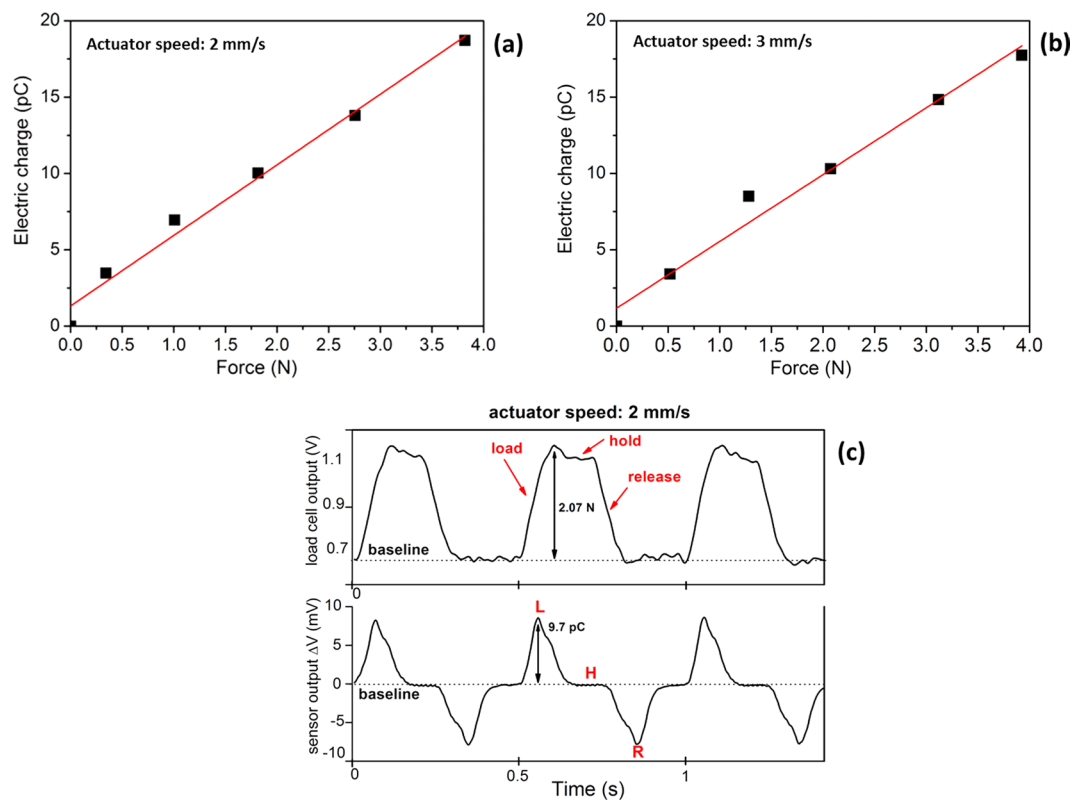 Actuator speed: 2 mm/s
(a)
Electric charge (pC)
20
15
10
5
0
0.0 0.5 1.0 1.5 2.0 2.5 3.0 3.5 4.0
Force (N)
Actuator speed: 3 mm/s
(b)
Electric charge (pC)
20
15
10
5
0
0.0 0.5 1.0 1.5 2.0 2.5 3.0 3.5 4.0
Force (N)
actuator speed: 2 mm/s
(c)
load cell output (V)
1.1
0.9
0.7
load
hold
release
2.07 N
baseline
0 0.5 1
sensor output ΔV (mV)
10
5
0
-5
-10
L
9.7 pC
H
baseline
R
0 0.5 1
Time (s)